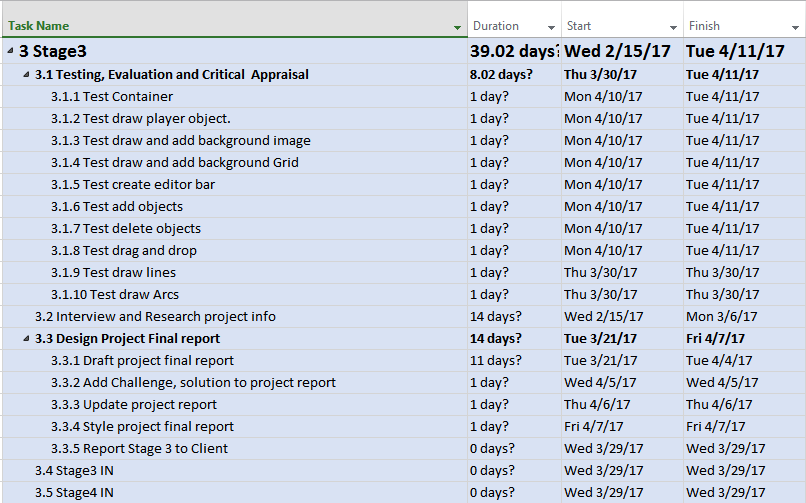 Task Name Duration Start Finish
3 Stage3 39.02 days? Wed 2/15/17 Tue 4/11/17
3.1 Testing, Evaluation and Critical Appraisal 8.02 days? Thu 3/30/17 Tue 4/11/17
3.1.1 Test Container 1 day? Mon 4/10/17 Tue 4/11/17
3.1.2 Test draw player object. 1 day? Mon 4/10/17 Tue 4/11/17
3.1.3 Test draw and add background image 1 day? Mon 4/10/17 Tue 4/11/17
3.1.4 Test draw and add background Grid 1 day? Mon 4/10/17 Tue 4/11/17
3.1.5 Test create editor bar 1 day? Mon 4/10/17 Tue 4/11/17
3.1.6 Test add objects 1 day? Mon 4/10/17 Tue 4/11/17
3.1.7 Test delete objects 1 day? Mon 4/10/17 Tue 4/11/17
3.1.8 Test drag and drop 1 day? Mon 4/10/17 Tue 4/11/17
3.1.9 Test draw lines 1 day? Thu 3/30/17 Thu 3/30/17
3.1.10 Test draw Arcs 1 day? Thu 3/30/17 Thu 3/30/17
3.2 Interview and Research project info 14 days? Wed 2/15/17 Mon 3/6/17
3.3 Design Project Final report 14 days? Tue 3/21/17 Fri 4/7/17
3.3.1 Draft project final report 11 days? Tue 3/21/17 Tue 4/4/17
3.3.2 Add Challenge, solution to project report 1 day? Wed 4/5/17 Wed 4/5/17
3.3.3 Update project report 1 day? Thu 4/6/17 Thu 4/6/17
3.3.4 Style project final report 1 day? Fri 4/7/17 Fri 4/7/17
3.3.5 Report Stage 3 to Client 0 days? Wed 3/29/17 Wed 3/29/17
3.4 Stage3 IN 0 days? Wed 3/29/17 Wed 3/29/17
3.5 Stage4 IN 0 days? Wed 3/29/17 Wed 3/29/17